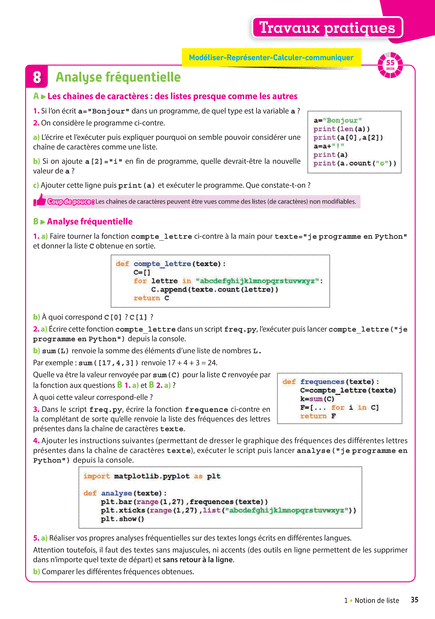 Travaux pratiques
Modéliser-Représenter-Calculer-communiquer
55
min
8 Analyse fréquentielle
A ▸ Les chaines de caractères : des listes presque comme les autres
1. Si l'on écrit a="Bonjour" dans un programme, de quel type est la variable a ?
2. On considère le programme ci-contre.
a) L'écrire et l'exécuter puis expliquer pourquoi on semble pouvoir considérer une
chaîne de caractères comme une liste.
b) Si on ajoute a[2]="i" en fin de programme, quelle devrait-être la nouvelle
valeur de a ?
a="Bonjour"
print(len(a))
print(a[0],a[2])
a=a+"!"
print(a)
print(a.count("o"))
c) Ajouter cette ligne puis print(a) et exécuter le programme. Que constate-t-on ?
Coup de pouce : Les chaînes de caractères peuvent être vues comme des listes (de caractères) non modifiables.
B ▸ Analyse fréquentielle
1. a) Faire tourner la fonction compte_lettre ci-contre à la main pour texte="je programme en Python"
et donner la liste C obtenue en sortie.
def compte_lettre(texte):
C=[]
for lettre in "abcdefghijklmnopqrstuvwxyz":
C.append(texte.count(lettre))
return C
b) À quoi correspond C[0] ? C[1] ?
2. a) Écrire cette fonction compte_lettre dans un script freq.py, l'exécuter puis lancer compte_lettre("je
programme en Python") depuis la console.
b) sum(L) renvoie la somme des éléments d'une liste de nombres L.
Par exemple : sum([17,4,3]) renvoie 17 + 4 + 3 = 24.
Quelle va être la valeur renvoyée par sum(C) pour la liste C renvoyée par
la fonction aux questions B 1. a) et B 2. a) ?
À quoi cette valeur correspond-elle ?
3. Dans le script freq.py, écrire la fonction frequence ci-contre en
la complétant de sorte qu'elle renvoie la liste des fréquences des lettres
présentes dans la chaîne de caractères texte.
def frequences(texte):
C=compte_lettre(texte)
k=sum(C)
F=[... for i in C]
return F
4. Ajouter les instructions suivantes (permettant de dresser le graphique des fréquences des différentes lettres
présentes dans la chaîne de caractères texte), exécuter le script puis lancer analyse("je programme en
Python") depuis la console.
import matplotlib.pyplot as plt
def analyse(texte):
plt.bar(range(1,27),frequences(texte))
plt.xticks(range(1,27),list("abcdefghijklmnopqrstuvwxyz"))
plt.show()
5. a) Réaliser vos propres analyses fréquentielles sur des textes longs écrits en différentes langues.
Attention toutefois, il faut des textes sans majuscules, ni accents (des outils en ligne permettent de les supprimer
dans n'importe quel texte de départ) et sans retour à la ligne.
b) Comparer les différentes fréquences obtenues.
1 • Notion de liste 35